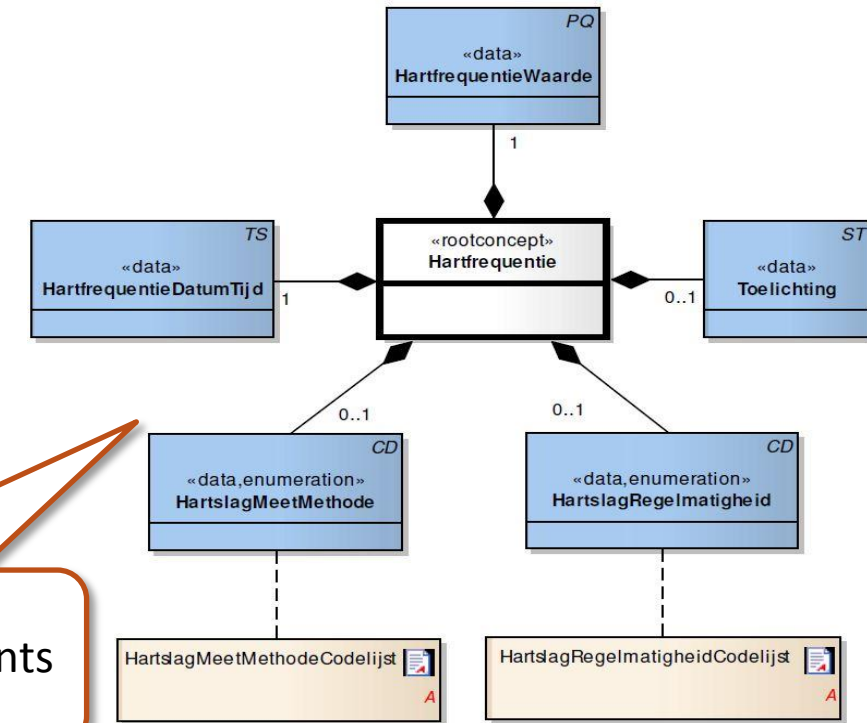 PQ
«data»
HartfrequentieWaarde
1
TS
«data»
HartfrequentieDatumTijd
1
«rootconcept»
Hartfrequentie
ST
«data»
Toelichting
0..1
0..1
0..1
CD
«data,enumeration»
HartslagMeetMethode
CD
«data,enumeration»
HartslagRegelmatigheid
HartslagMeetMethodeCodelijst
A
HartslagRegelmatigheidCodelijst
A